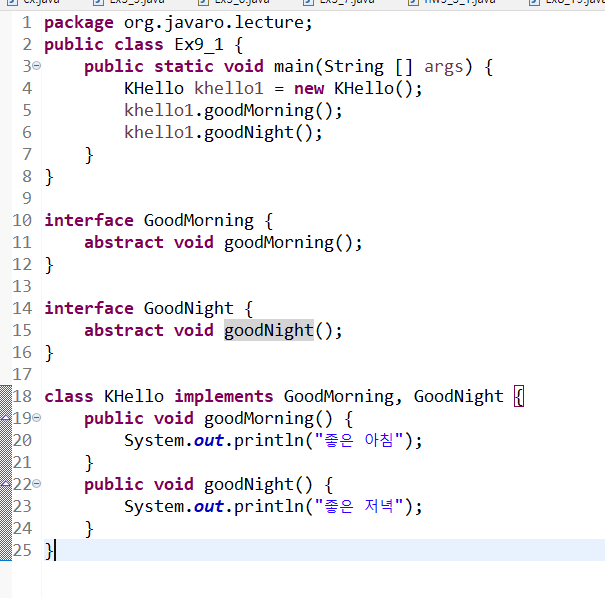 1 package org.javaro.lecture;
2 public class Ex9_1 {
3 public static void main(String [] args) {
4 KHello khello1 = new KHello();
5 khello1.goodMorning();
6 khello1.goodNight();
7 }
8 }
9
10 interface GoodMorning {
11 abstract void goodMorning();
12 }
13
14 interface GoodNight {
15 abstract void goodNight();
16 }
17
18 class KHello implements GoodMorning, GoodNight {
19 public void goodMorning() {
20 System.out.println("좋은 아침");
21 }
22 public void goodNight() {
23 System.out.println("좋은 저녁");
24 }
25 }